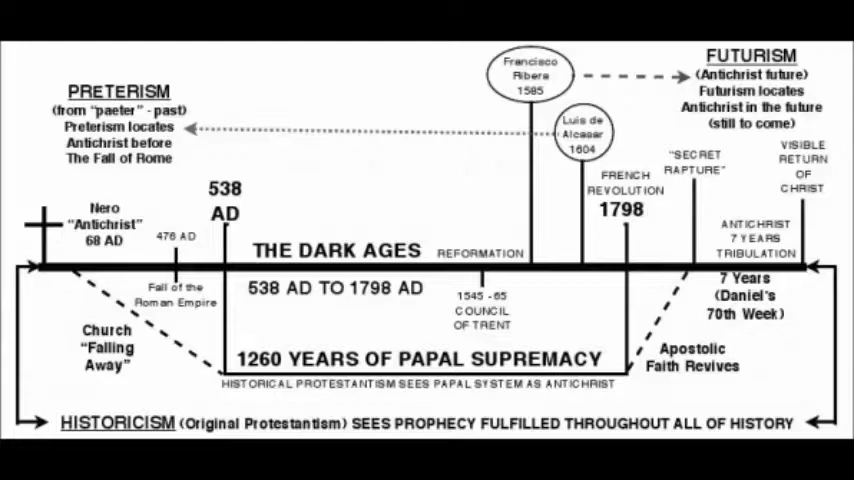 PRETERISM
(from "paeter" - past)
Preterism locates
Antichrist before
The Fall of Rome
Francisco
Ribera
1585
Luis de
Alcasar
1604
FUTURISM
(Antichrist future)
Futurism locates
Antichrist in the future
(still to come)
Nero
"Antichrist"
68 AD
476 AD
538
AD
THE DARK AGES
REFORMATION
FRENCH
REVOLUTION
1798
"SECRET
RAPTURE"
VISIBLE
RETURN
OF
CHRIST
ANTICHRIST
7 YEARS
TRIBULATION
Fall of the
Roman Empire
538 AD TO 1798 AD
1545 -65
COUNCIL
OF TRENT
7 Years
(Daniel's
70th Week)
Church
"Falling
Away"
1260 YEARS OF PAPAL SUPREMACY
HISTORICAL PROTESTANTISM SEES PAPAL SYSTEM AS ANTICHRIST
Apostolic
Faith Revives
HISTORICISM (Original Protestantism) SEES PROPHECY FULFILLED THROUGHOUT ALL OF HISTORY